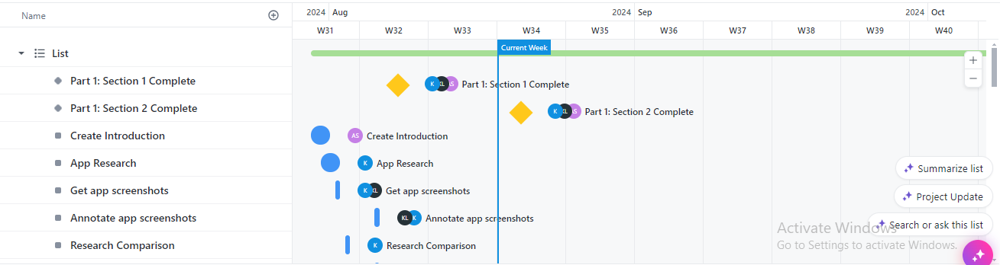 Name
2024 Aug 2024 Sep 2024 Oct
W31 W32 W33 W34 W35 W36 W37 W38 W39 W40
Current Week
List
Part 1: Section 1 Complete
K KL AS Part 1: Section 1 Complete
Part 1: Section 2 Complete
K KL AS Part 1: Section 2 Complete
Create Introduction
AS Create Introduction
App Research
K App Research
Summarize list
Get app screenshots
K KL Get app screenshots
Project Update
Annotate app screenshots
KL K Annotate app screenshots
Search or ask this list
Activate Windows
Go to Settings to activate Windows.
Research Comparison
K Research Comparison